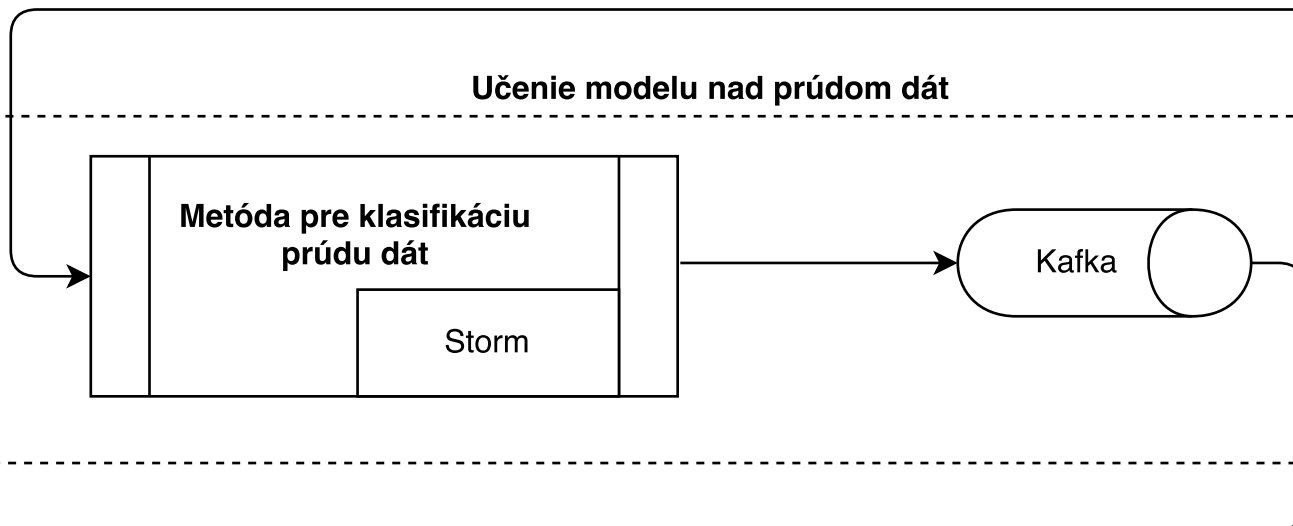 Učenie modelu nad prúdom dát
Metóda pre klasifikáciu
prúdu dát
Storm
Kafka